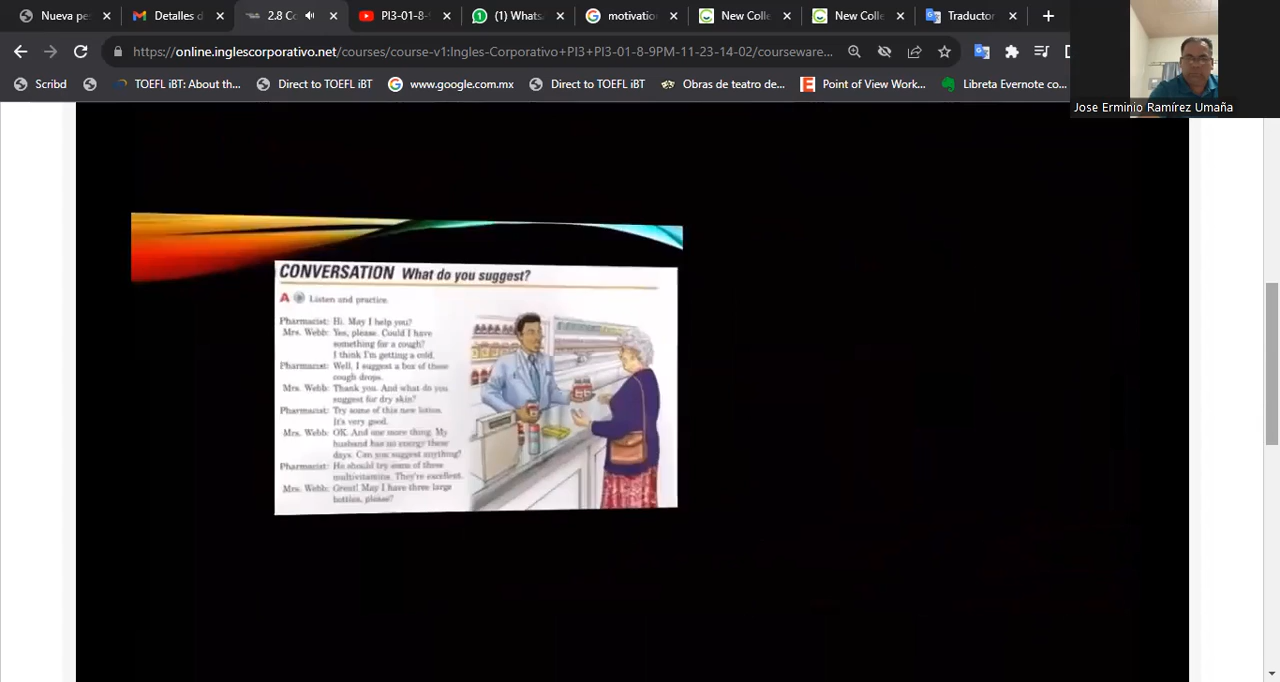 Nueva pe
Detalles d
2.8 Co
PI3-01-8-
(1) Whats
motivatio
New Colle
New Colle
Traductor
https://online.inglescorporativo.net/courses/course-v1:Ingles-Corporativo+PI3+PI3-01-8-9PM-11-23-14-02/courseware...
Scribd
TOEFL iBT: About th...
Direct to TOEFL iBT
www.google.com.mx
Direct to TOEFL iBT
Obras de teatro de...
Point of View Work...
Libreta Evernote co...
Jose Erminio Ramírez Umaña
CONVERSATION What do you suggest?
A Listen and practice.
Pharmacist: Hi. May I help you?
Mrs. Webb: Yes, please. Could I have
something for a cough?
I think I'm getting a cold.
Pharmacist: Well, I suggest a box of these
cough drops.
Mrs. Webb: Thank you. And what do you
suggest for dry skin?
Pharmacist: Try some of this new lotion.
It's very good.
Mrs. Webb: OK. And one more thing. My
husband has no energy these
days. Can you suggest anything?
Pharmacist: He should try some of these
multivitamins. They're excellent.
Mrs. Webb: Great! May I have three large
bottles, please?